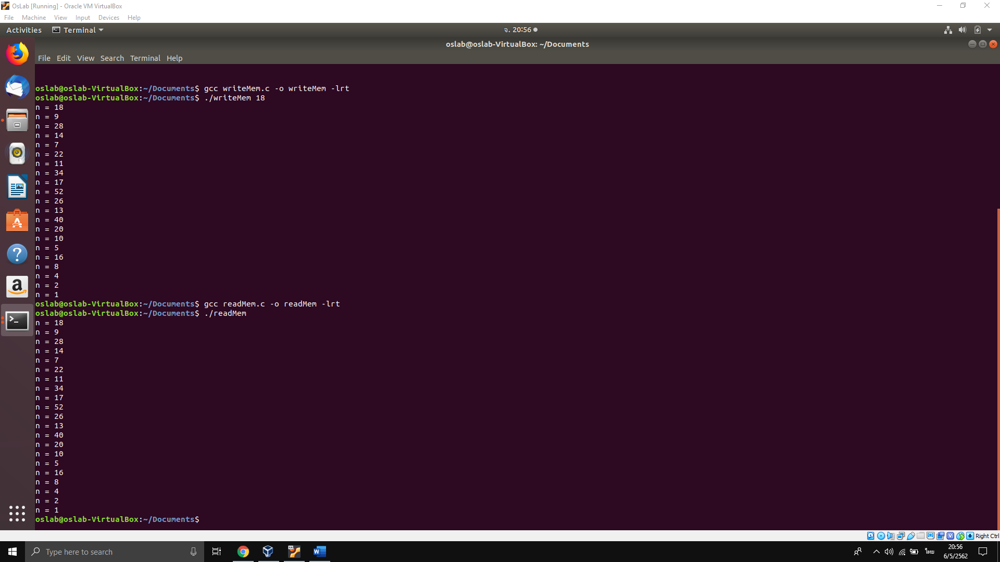 OsLab [Running] - Oracle VM VirtualBox
File Machine View Input Devices Help
Activities Terminal จ. 20:56
oslab@oslab-VirtualBox: ~/Documents
File Edit View Search Terminal Help
oslab@oslab-VirtualBox:~/Documents$ gcc writeMem.c -o writeMem -lrt
oslab@oslab-VirtualBox:~/Documents$ ./writeMem 18
n = 18
n = 9
n = 28
n = 14
n = 7
n = 22
n = 11
n = 34
n = 17
n = 52
n = 26
n = 13
n = 40
n = 20
n = 10
n = 5
n = 16
n = 8
n = 4
n = 2
n = 1
oslab@oslab-VirtualBox:~/Documents$ gcc readMem.c -o readMem -lrt
oslab@oslab-VirtualBox:~/Documents$ ./readMem
n = 18
n = 9
n = 28
n = 14
n = 7
n = 22
n = 11
n = 34
n = 17
n = 52
n = 26
n = 13
n = 40
n = 20
n = 10
n = 5
n = 16
n = 8
n = 4
n = 2
n = 1
oslab@oslab-VirtualBox:~/Documents$
Right Ctrl
Type here to search
ไทย
20:56
6/5/2562